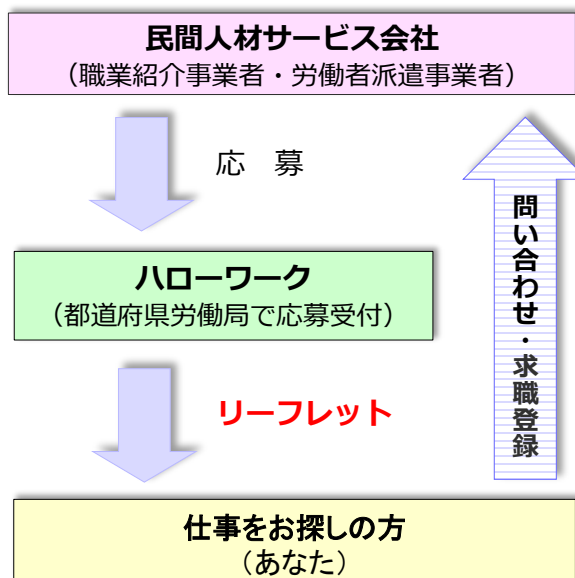 民間人材サービス会社
（職業紹介事業者・労働者派遣事業者）
応　募
ハローワーク
（都道府県労働局で応募受付）
リーフレット
問い合わせ・求職登録
仕事をお探しの方
（あなた）